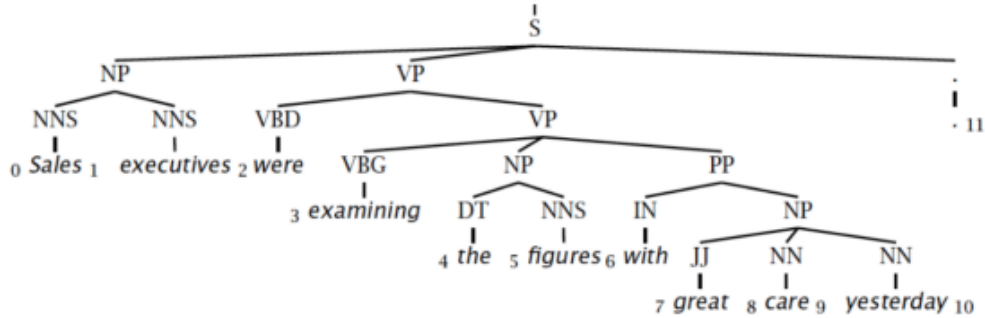 S
NP VP .
NNS NNS VBD VP . 11
0 Sales 1 executives 2 were VBG NP PP
3 examining DT NNS IN NP
4 the 5 figures 6 with JJ NN NN
7 great 8 care 9 yesterday 10